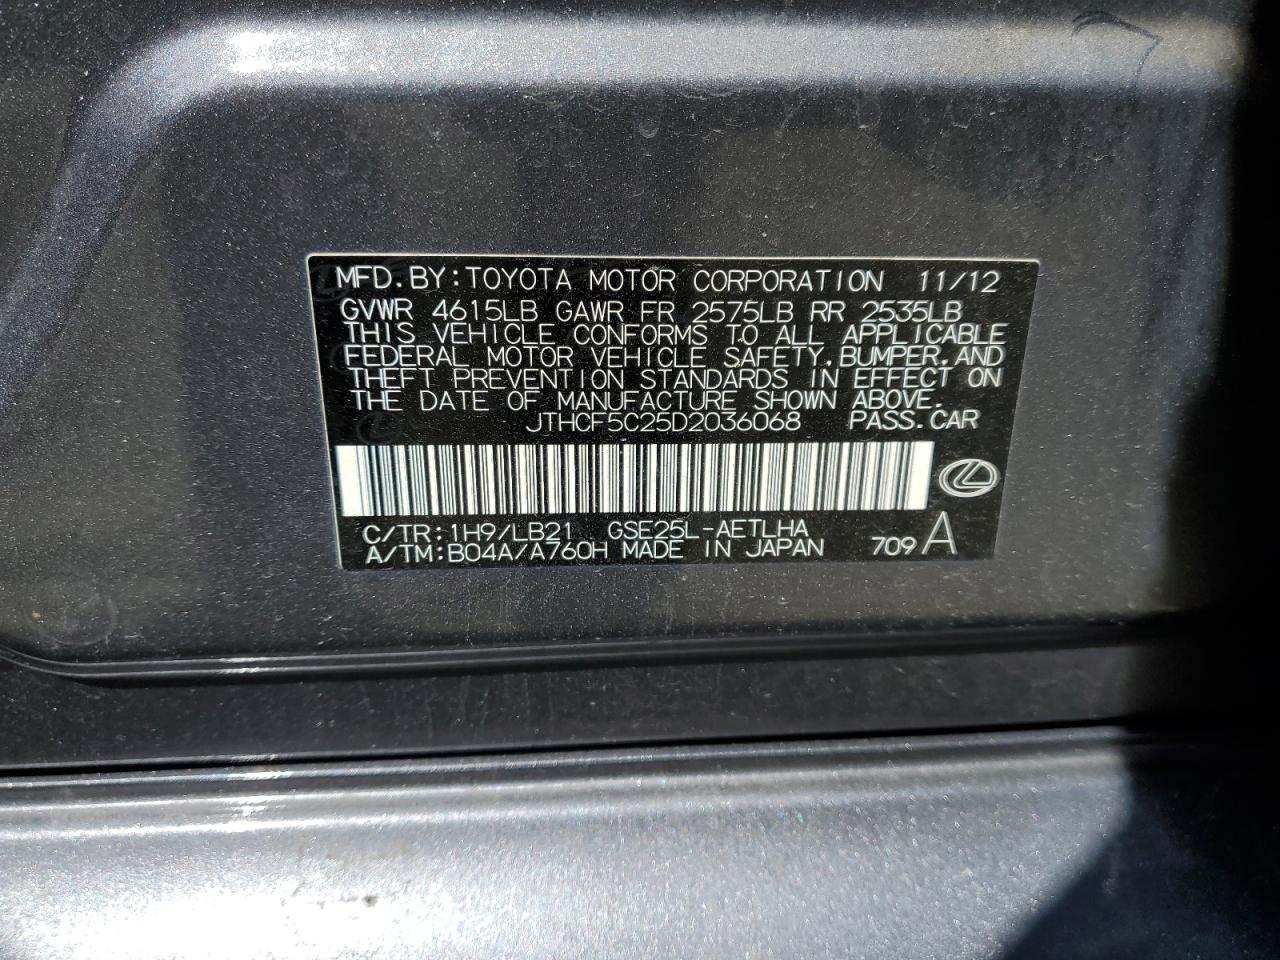 MFD.BY:TOYOTA MOTOR CORPORATION 11/12
GVWR 4615LB GAWR FR 2575LB RR 2535LB
THIS VEHICLE CONFORMS TO ALL APPLICABLE
FEDERAL MOTOR VEHICLE SAFETY,BUMPER,AND
THEFT PREVENTION STANDARDS IN EFFECT ON
THE DATE OF MANUFACTURE SHOWN ABOVE.
JTHCF5C25D2036068 PASS.CAR
C/TR:1H9/LB21 GSE25L-AETLHA
A/TM:B04A/A760H MADE IN JAPAN 709 A